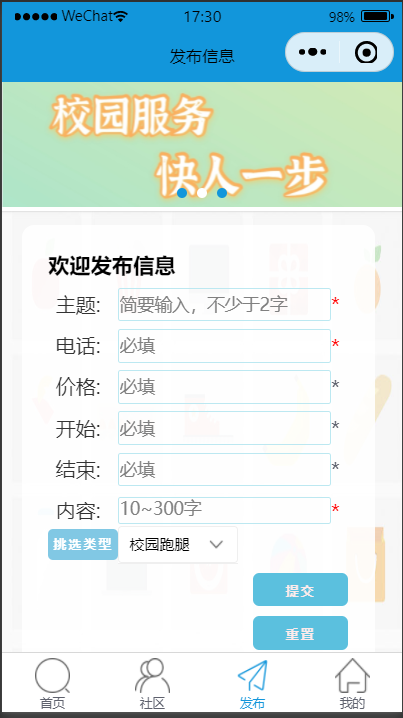 WeChat 17:30 98%
发布信息
校园服务
快人一步
欢迎发布信息
主题: 简要输入，不少于2字 *
电话: 必填 *
价格: 必填 *
开始: 必填 *
结束: 必填 *
内容: 10~300字 *
挑选类型 校园跑腿
提交
重置
首页 社区 发布 我的